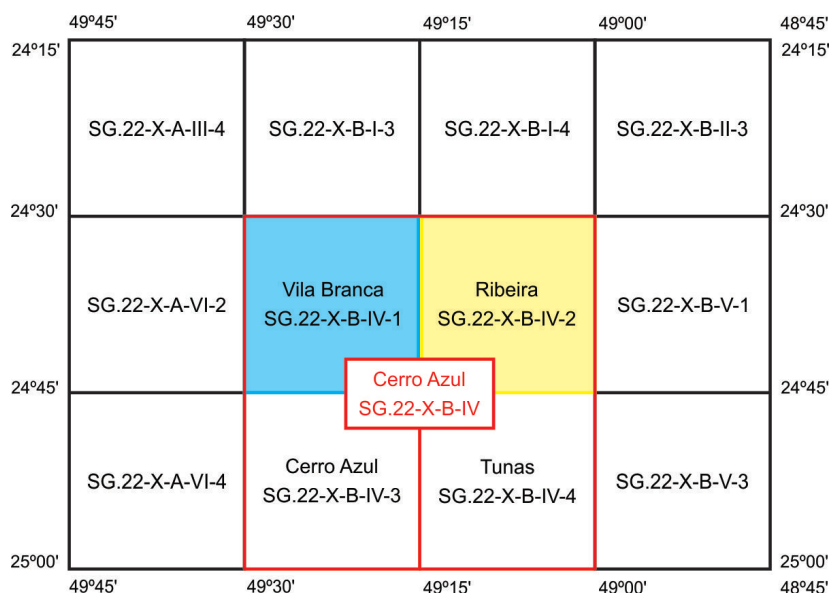 49º45'
49º30'
49º15'
49º00'
48º45'
24º15'
24º15'
SG.22-X-A-III-4
SG.22-X-B-I-3
SG.22-X-B-I-4
SG.22-X-B-II-3
24º30'
24º30'
SG.22-X-A-VI-2
Vila Branca
SG.22-X-B-IV-1
Ribeira
SG.22-X-B-IV-2
SG.22-X-B-V-1
24º45'
24º45'
Cerro Azul
SG.22-X-B-IV
SG.22-X-A-VI-4
Cerro Azul
SG.22-X-B-IV-3
Tunas
SG.22-X-B-IV-4
SG.22-X-B-V-3
25º00'
25º00'
49º45'
49º30'
49º15'
49º00'
48º45'